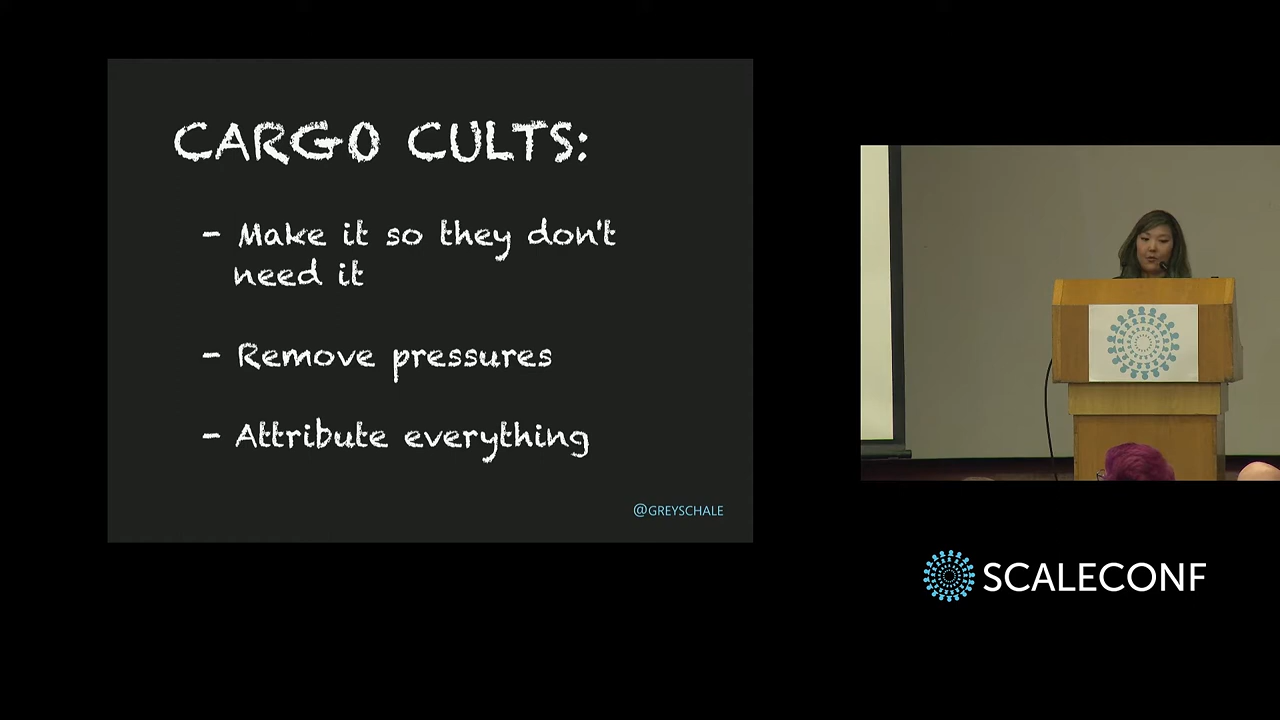 CARGO CULTS:
- Make it so they don't
need it
- Remove pressures
- Attribute everything
@GREYSCHALE
SCALECONF